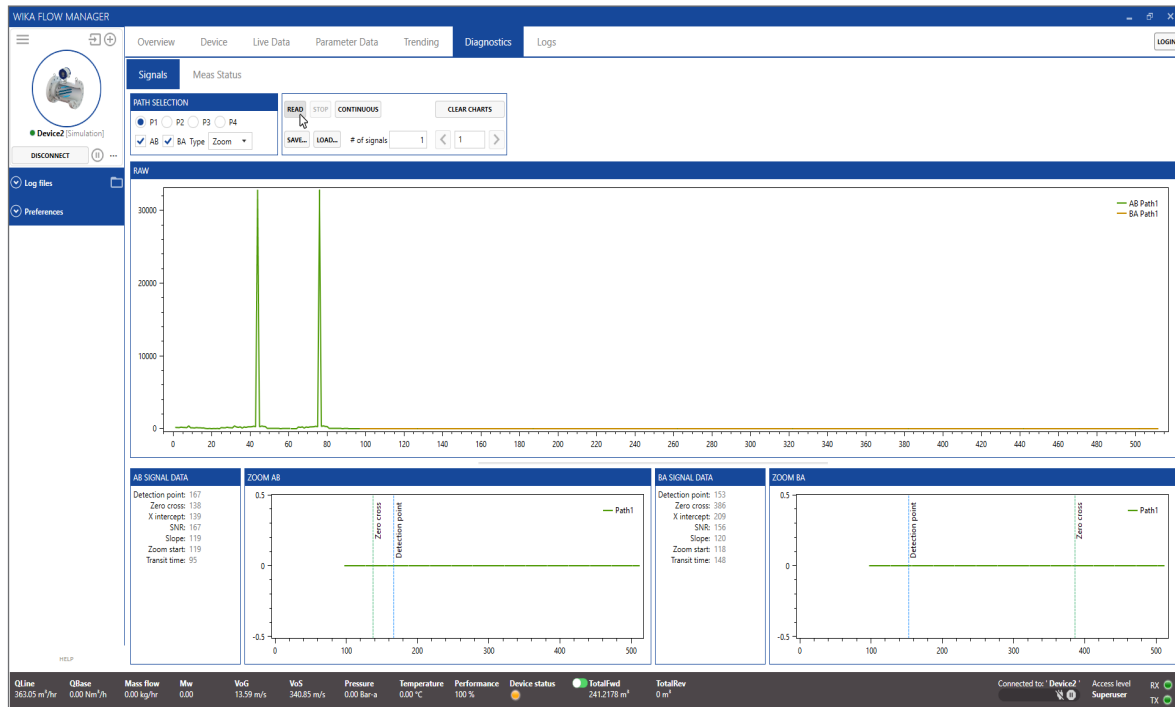 WIKA FLOW MANAGER
Overview Device Live Data Parameter Data Trending Diagnostics Logs LOGIN
Signals Meas Status
PATH SELECTION
P1 P2 P3 P4
AB BA Type Zoom
READ STOP CONTINUOUS CLEAR CHARTS
SAVE... LOAD... # of signals 1 1
Device2 [Simulation]
DISCONNECT ...
Log files
Preferences
HELP
RAW
AB Path1
BA Path1
30000
20000
10000
0
0 20 40 60 80 100 120 140 160 180 200 220 240 260 280 300 320 340 360 380 400 420 440 460 480 500
AB SIGNAL DATA
Detection point: 167
Zero cross: 138
X intercept: 139
SNR: 167
Slope: 119
Zoom start: 119
Transit time: 95
ZOOM AB
0.5
0
-0.5
Zero cross
Detection point
Path1
0 100 200 300 400 500
BA SIGNAL DATA
Detection point: 153
Zero cross: 386
X intercept: 209
SNR: 156
Slope: 120
Zoom start: 118
Transit time: 148
ZOOM BA
0.5
0
-0.5
Detection point
Zero cross
Path1
0 100 200 300 400 500
QLine QBase Mass flow Mw VoG VoS Pressure Temperature Performance Device status TotalFwd TotalRev Connected to: ' Device2 ' Access level RX
363.05 m³/hr 0.00 Nm³/h 0.00 kg/hr 0.00 13.59 m/s 340.85 m/s 0.00 Bar-a 0.00 °C 100 % 241.2178 m³ 0 m³ Superuser TX